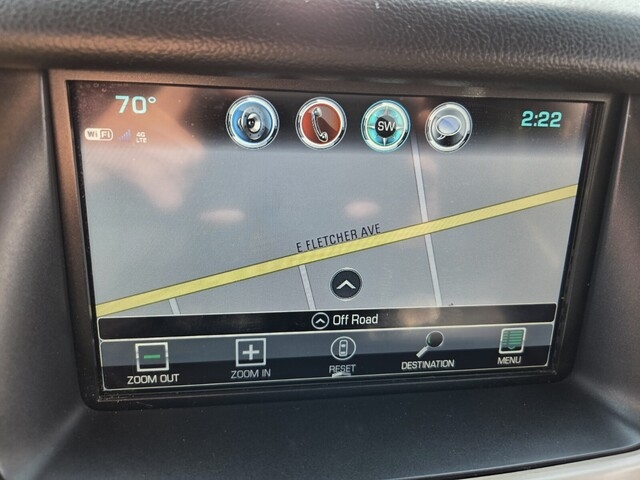 70°
2:22
WiFi
4G
LTE
SW
E FLETCHER AVE
Off Road
ZOOM OUT
ZOOM IN
RESET
DESTINATION
MENU